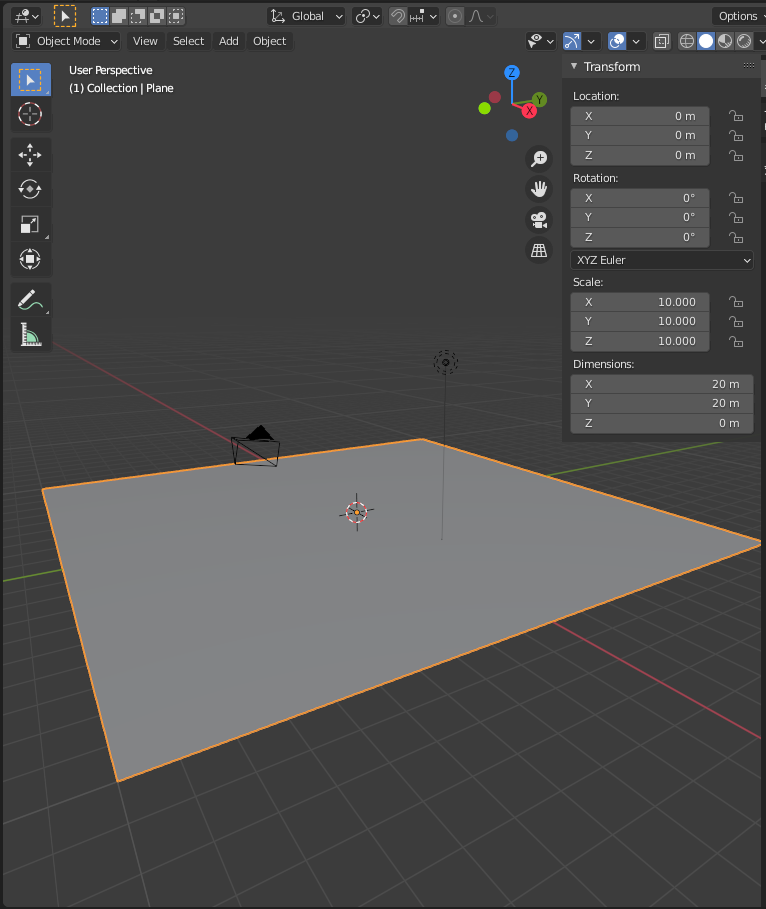 Global
Options
Object Mode
View Select Add Object
User Perspective
(1) Collection | Plane
Z
Y
X
Transform
Location:
X 0 m
Y 0 m
Z 0 m
Rotation:
X 0°
Y 0°
Z 0°
XYZ Euler
Scale:
X 10.000
Y 10.000
Z 10.000
Dimensions:
X 20 m
Y 20 m
Z 0 m